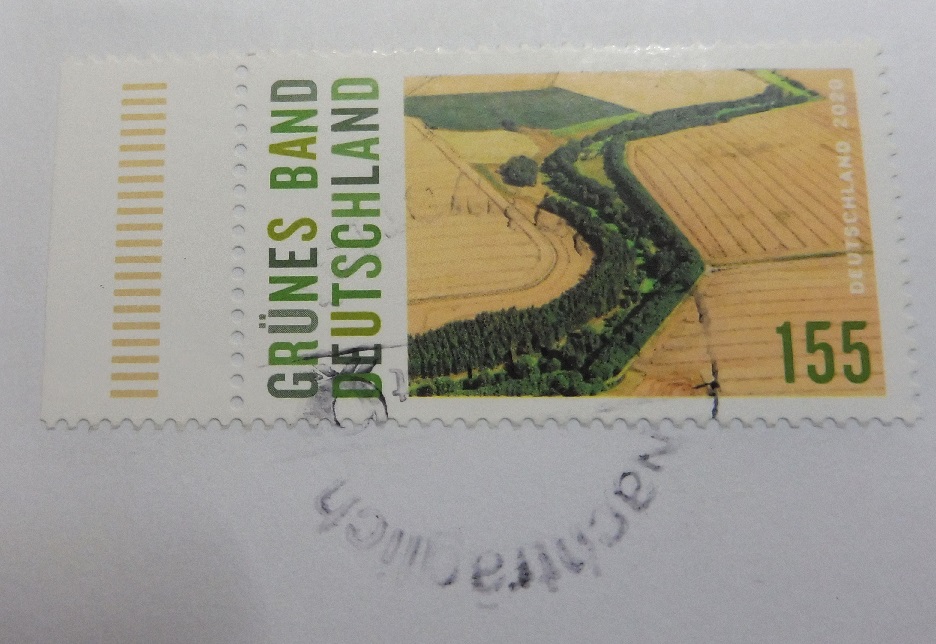 GRÜNES BAND
DEUTSCHLAND
DEUTSCHLAND 2020
155
nachträglich